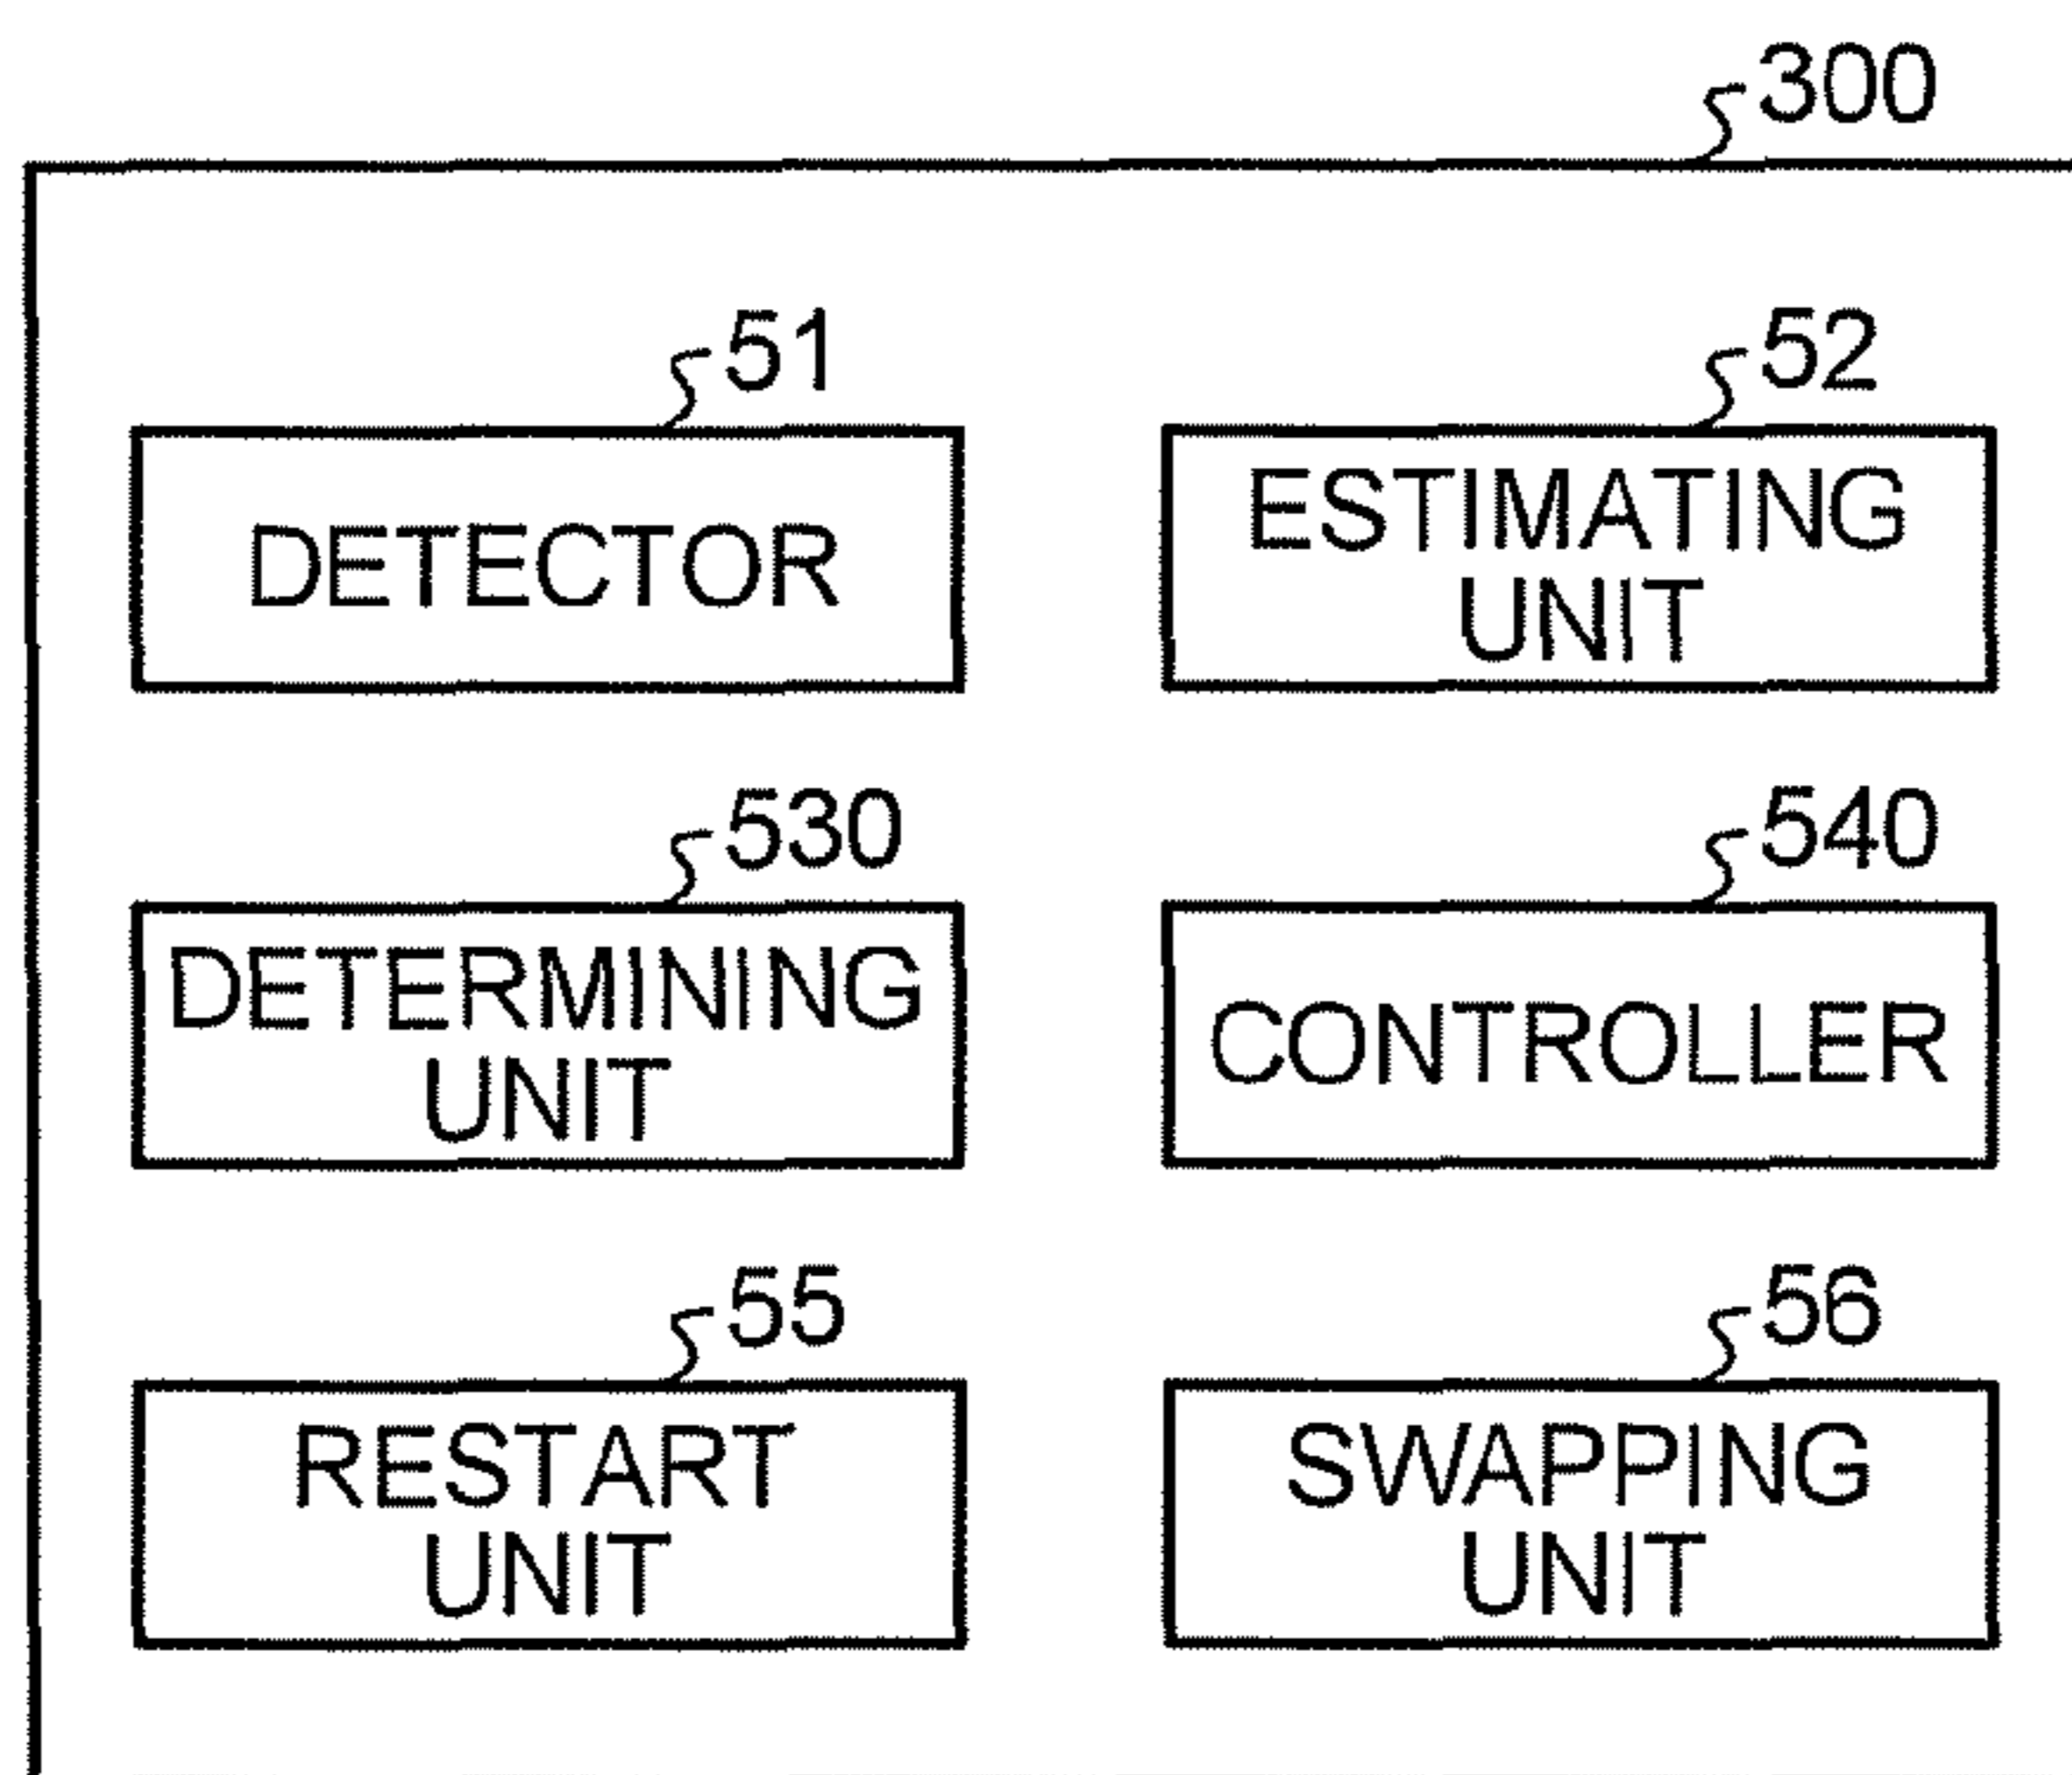 300
51
DETECTOR
52
ESTIMATING
UNIT
530
DETERMINING
UNIT
540
CONTROLLER
55
RESTART
UNIT
56
SWAPPING
UNIT